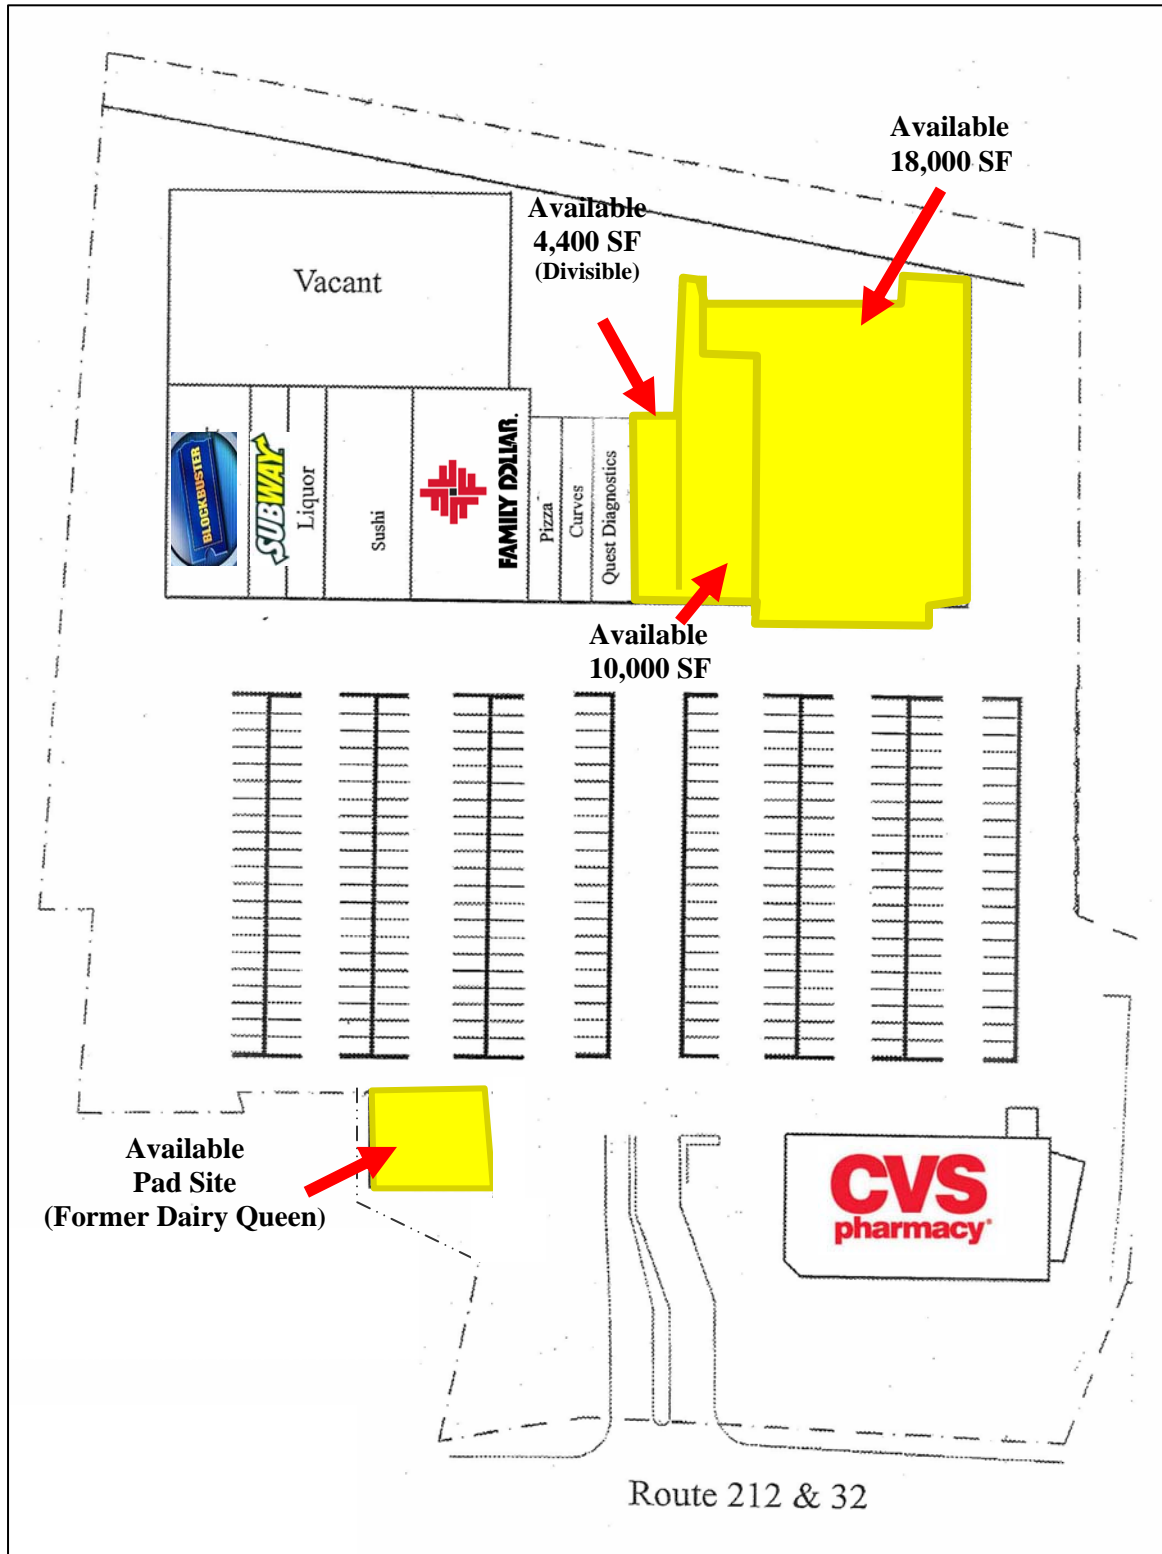 Available
18,000 SF
Available
4,400 SF
(Divisible)
Vacant
BLOCKBUSTER
SUBWAY
Liquor
Sushi
FAMILY DOLLAR.
Pizza
Curves
Quest Diagnostics
Available
10,000 SF
Available
Pad Site
(Former Dairy Queen)
CVS
pharmacy
Route 212 & 32